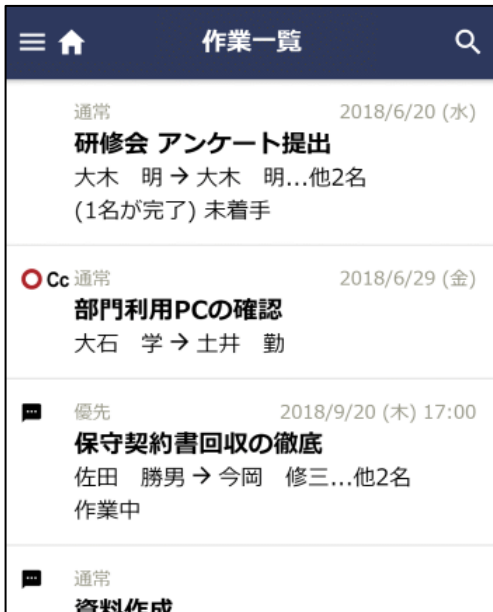 作業一覧
通常 2018/6/20 (水)
研修会 アンケート提出
大木　明 → 大木　明...他2名
(1名が完了) 未着手
Cc 通常 2018/6/29 (金)
部門利用PCの確認
大石　学 → 土井　勤
優先 2018/9/20 (木) 17:00
保守契約書回収の徹底
佐田　勝男 → 今岡　修三...他2名
作業中
通常
資料作成